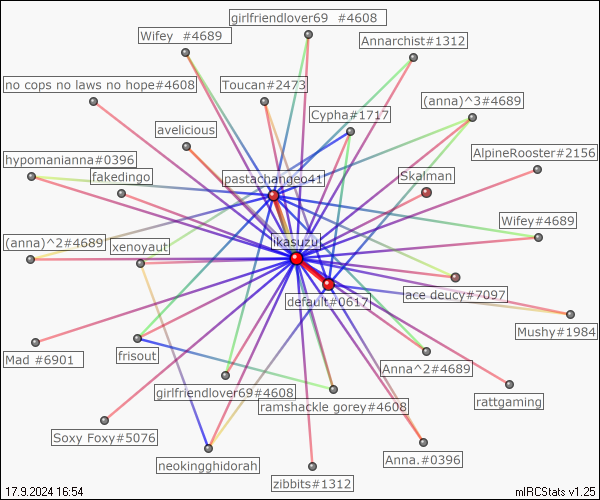 girlfriendlover69 #4608
Wifey #4689
Annarchist#1312
no cops no laws no hope#4608
Toucan#2473
(anna)^3#4689
Cypha#1717
avelicious
AlpineRooster#2156
hypomanianna#0396
fakedingo
pastachangeo41
Skalman
Wifey#4689
(anna)^2#4689
xenoyaut
likasuzu
default#0617
ace deucy#7097
Mushy#1984
Mad #6901
frisout
Anna^2#4689
girlfriendlover69#4608
ramshackle gorey#4608
rattgaming
Soxy Foxy#5076
neokingghidorah
Anna.#0396
zibbits#1312
17.9.2024 16:54
mIRCStats v1.25